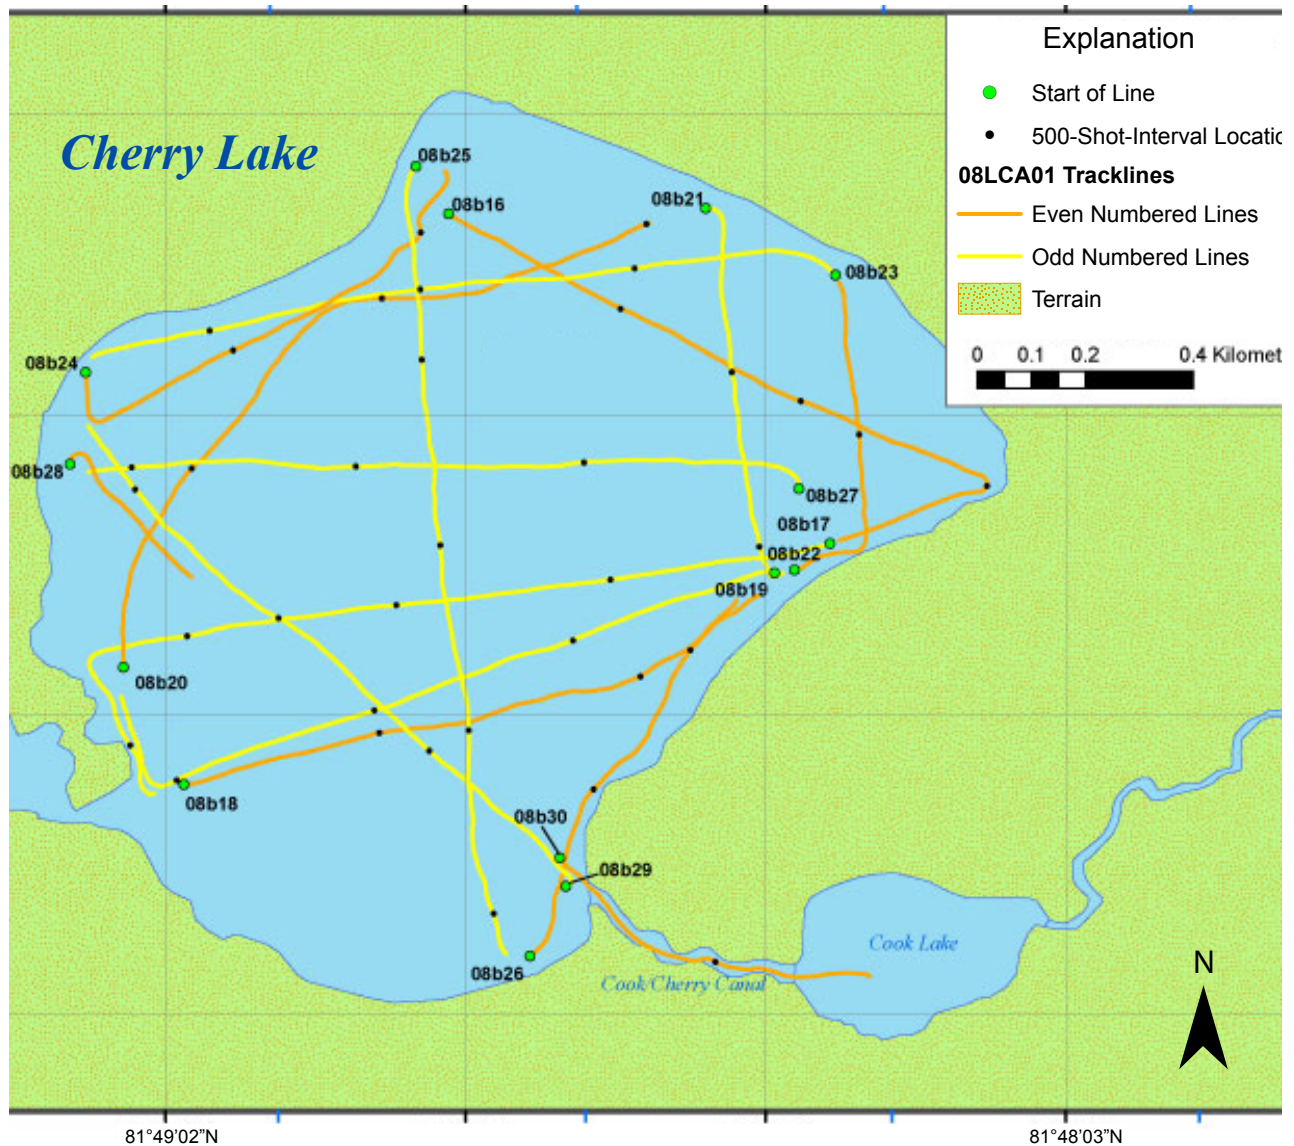 Explanation
Start of Line
500-Shot-Interval Locatio
08LCA01 Tracklines
Even Numbered Lines
Odd Numbered Lines
Terrain
0 0.1 0.2 0.4 Kilomet
Cherry Lake
08b25
08b16
08b21
08b23
08b24
08b28
08b27
08b17
08b22
08b19
08b20
08b18
08b30
08b29
08b26
Cook Lake
Cook/Cherry Canal
N
81°49'02"N 81°48'03"N